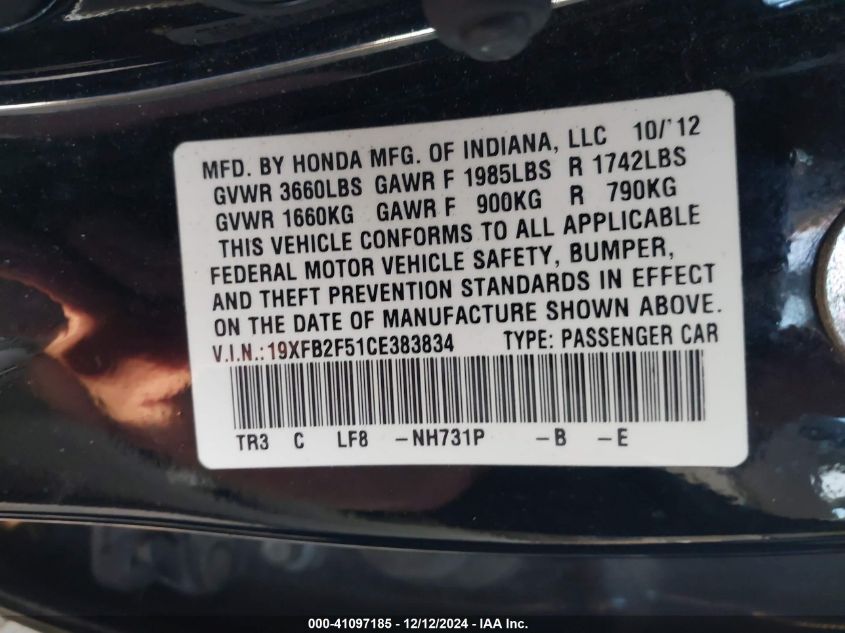 MFD. BY HONDA MFG. OF INDIANA, LLC 10/'12
GVWR 3660LBS GAWR F 1985LBS R 1742LBS
GVWR 1660KG GAWR F 900KG R 790KG
THIS VEHICLE CONFORMS TO ALL APPLICABLE
FEDERAL MOTOR VEHICLE SAFETY, BUMPER,
AND THEFT PREVENTION STANDARDS IN EFFECT
ON THE DATE OF MANUFACTURE SHOWN ABOVE.
V.I.N.:19XFB2F51CE383834 TYPE: PASSENGER CAR
TR3 C LF8 -NH731P -B -E
000-41097185 - 12/12/2024 - IAA Inc.